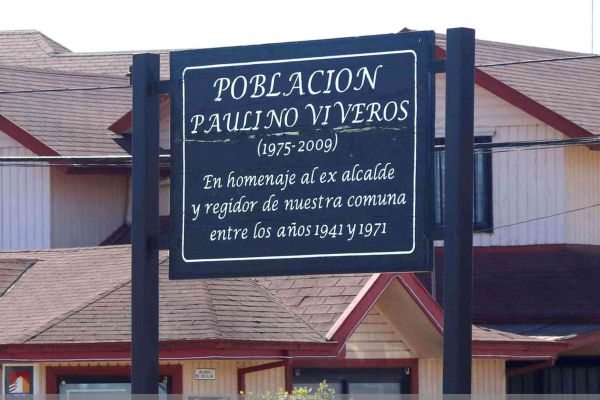 POBLACION
PAULINO VIVEROS
(1975-2009)
En homenaje al ex alcalde
y regidor de nuestra comuna
entre los años 1941 y 1971